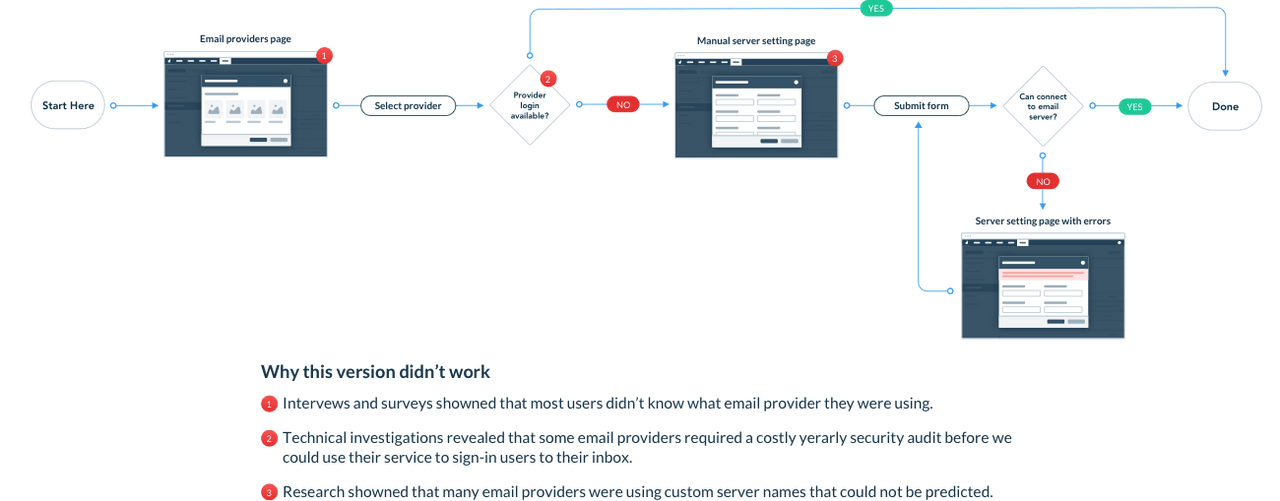 YES
Email providers page
1
Manual server setting page
3
2
Start Here
Select provider
Provider
login
available?
NO
Submit form
Can connect
to email
server?
YES
Done
NO
Server setting page with errors
Why this version didn’t work
1 Intervews and surveys showned that most users didn’t know what email provider they were using.
2 Technical investigations revealed that some email providers required a costly yerarly security audit before we
could use their service to sign-in users to their inbox.
3 Research showned that many email providers were using custom server names that could not be predicted.